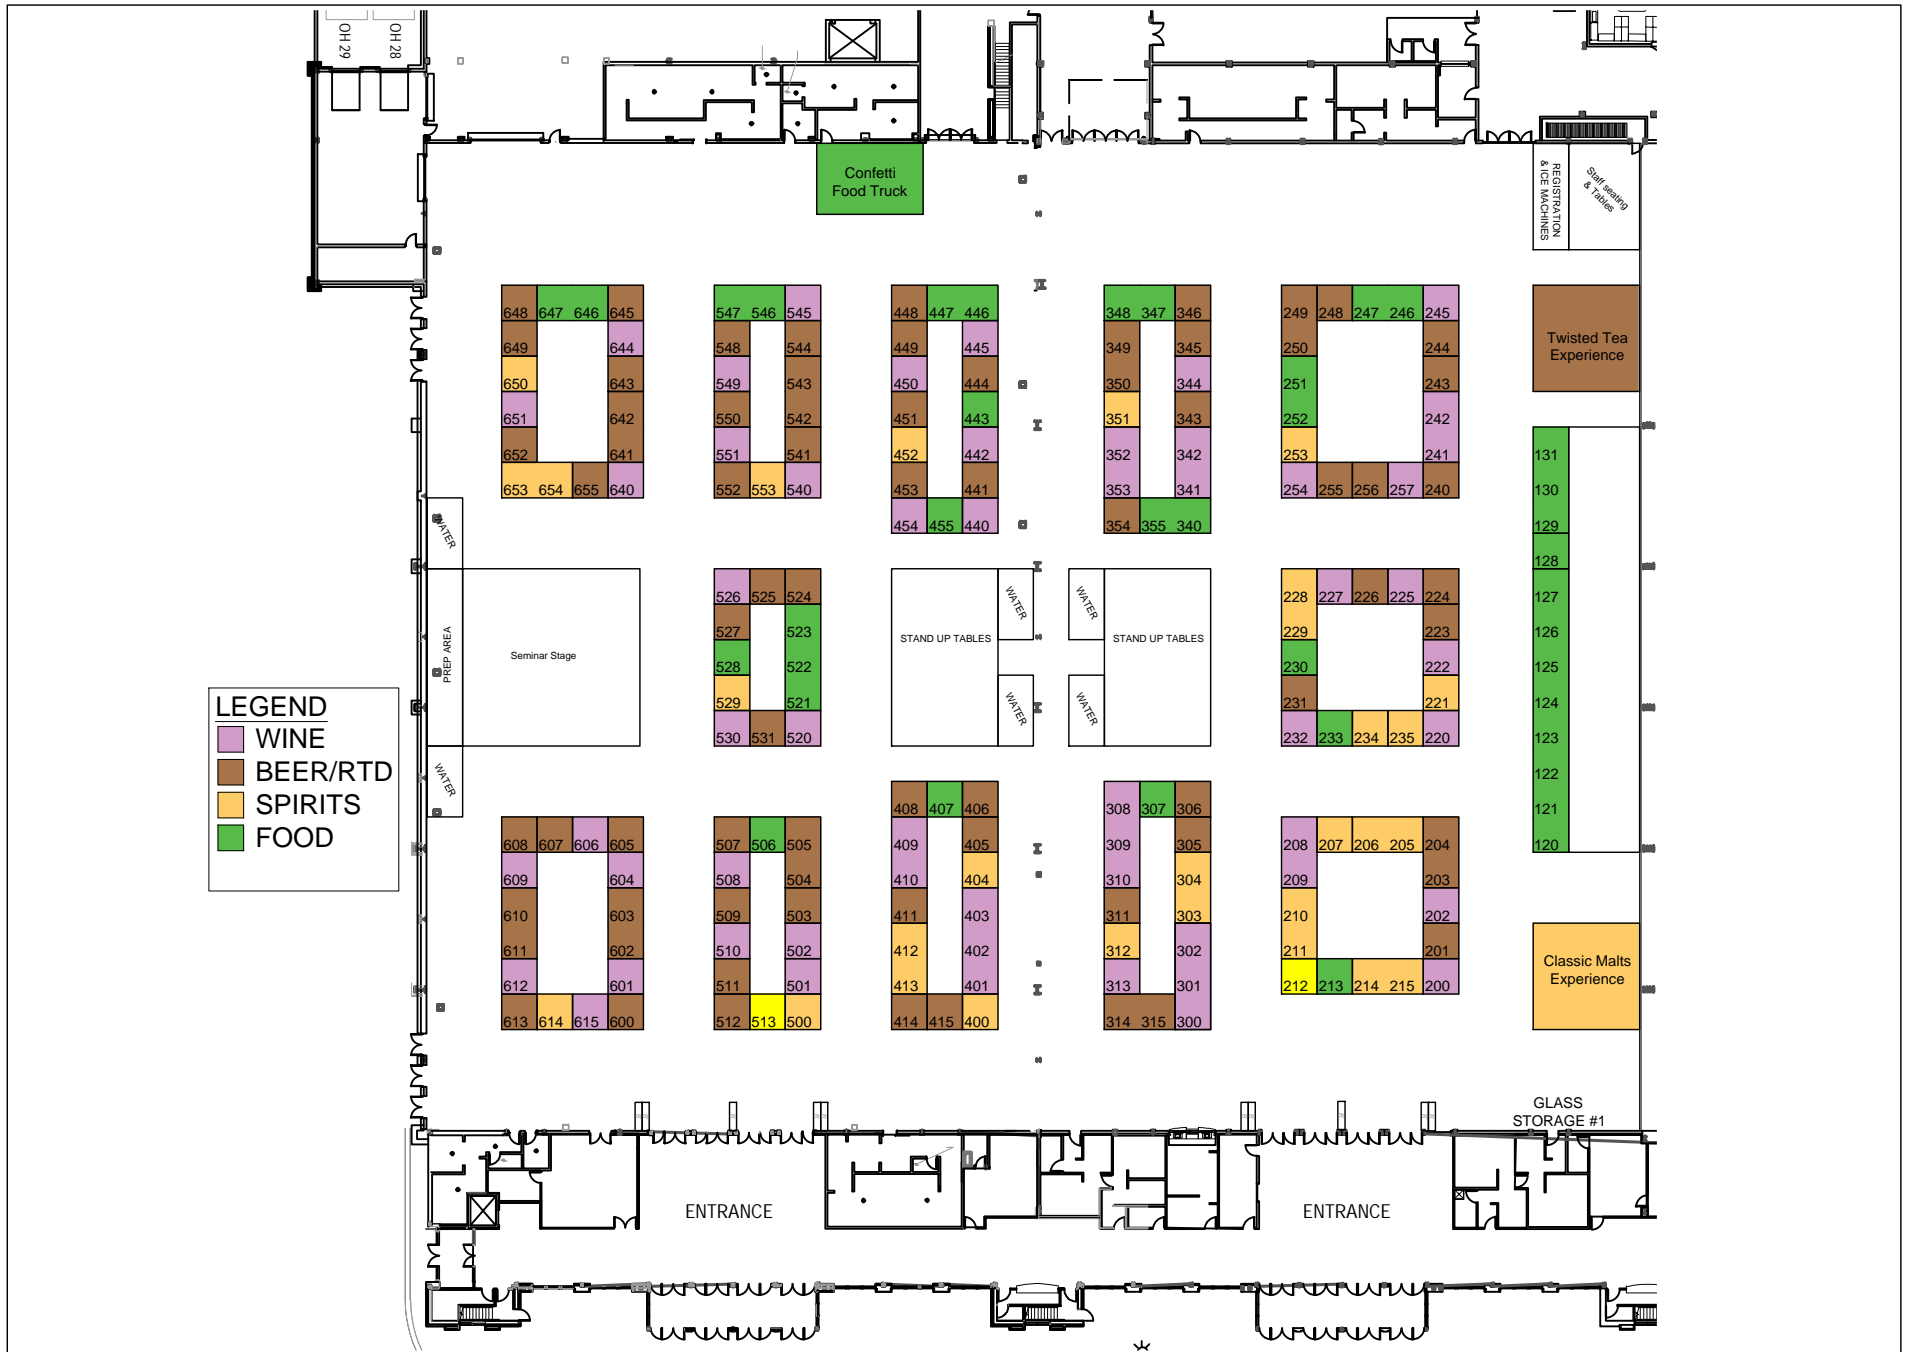 OH 29
OH 28
Confetti
Food Truck
REGISTRATION
& ICE MACHINES
Staff seating
& Tables
648 647 646 645
547 546 545
448 447 446
348 347 346
249 248 247 246 245
649 644
548 544
449 445
349 345
250 244
Twisted Tea
Experience
650 643
549 543
450 444
350 344
251 243
651 642
550 542
451 443
351 343
252 242
652 641
551 541
452 442
352 342
253 241
131
653 654 655 640
552 553 540
453 441
353 341
254 255 256 257 240
130
454 455 440
354 355 340
129
WATER
128
526 525 524
228 227 226 225 224
127
WATER
WATER
527 523
229 223
126
PREP AREA
Seminar Stage
STAND UP TABLES
STAND UP TABLES
528 522
230 222
125
529 521
231 221
124
WATER
WATER
530 531 520
232 233 234 235 220
123
LEGEND
WINE
BEER/RTD
SPIRITS
FOOD
WATER
122
408 407 406
308 307 306
121
608 607 606 605
507 506 505
409 405
309 305
208 207 206 205 204
120
609 604
508 504
410 404
310 304
209 203
610 603
509 503
411 403
311 303
210 202
611 602
510 502
412 402
312 302
211 201
Classic Malts
Experience
612 601
511 501
413 401
313 301
212 213 214 215 200
613 614 615 600
512 513 500
414 415 400
314 315 300
GLASS
STORAGE #1
ENTRANCE
ENTRANCE